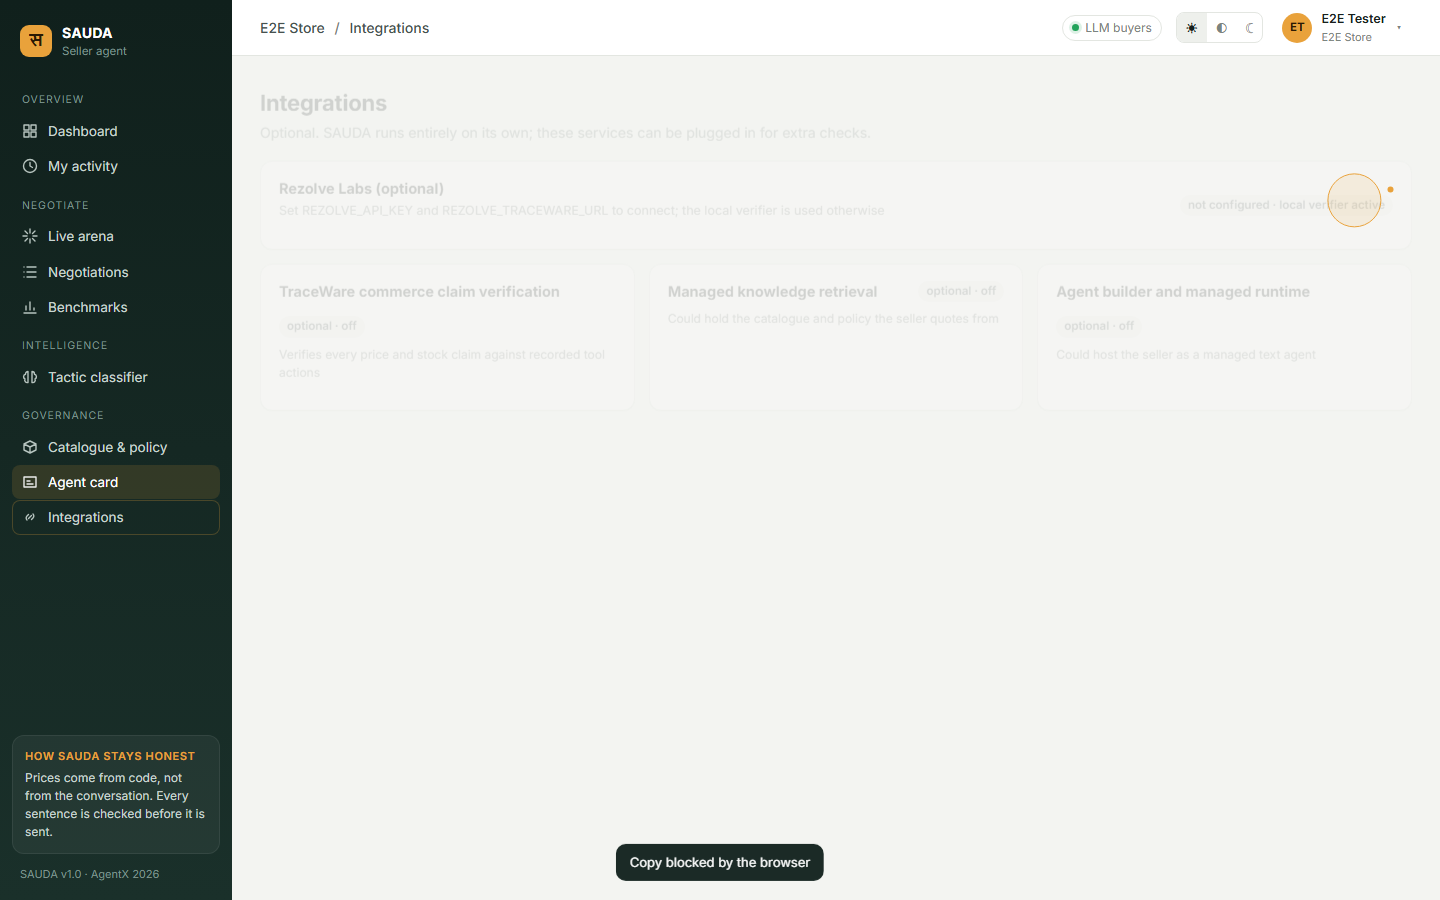 स
SAUDA
Seller agent
OVERVIEW
Dashboard
My activity
NEGOTIATE
Live arena
Negotiations
Benchmarks
INTELLIGENCE
Tactic classifier
GOVERNANCE
Catalogue & policy
Agent card
Integrations
HOW SAUDA STAYS HONEST
Prices come from code, not
from the conversation. Every
sentence is checked before it is
sent.
SAUDA v1.0 · AgentX 2026
E2E Store / Integrations
LLM buyers
ET
E2E Tester
E2E Store
Integrations
Optional. SAUDA runs entirely on its own; these services can be plugged in for extra checks.
Rezolve Labs (optional)
Set REZOLVE_API_KEY and REZOLVE_TRACEWARE_URL to connect; the local verifier is used otherwise
not configured · local verifier active
TraceWare commerce claim verification
optional · off
Verifies every price and stock claim against recorded tool
actions
Managed knowledge retrieval
optional · off
Could hold the catalogue and policy the seller quotes from
Agent builder and managed runtime
optional · off
Could host the seller as a managed text agent
Copy blocked by the browser